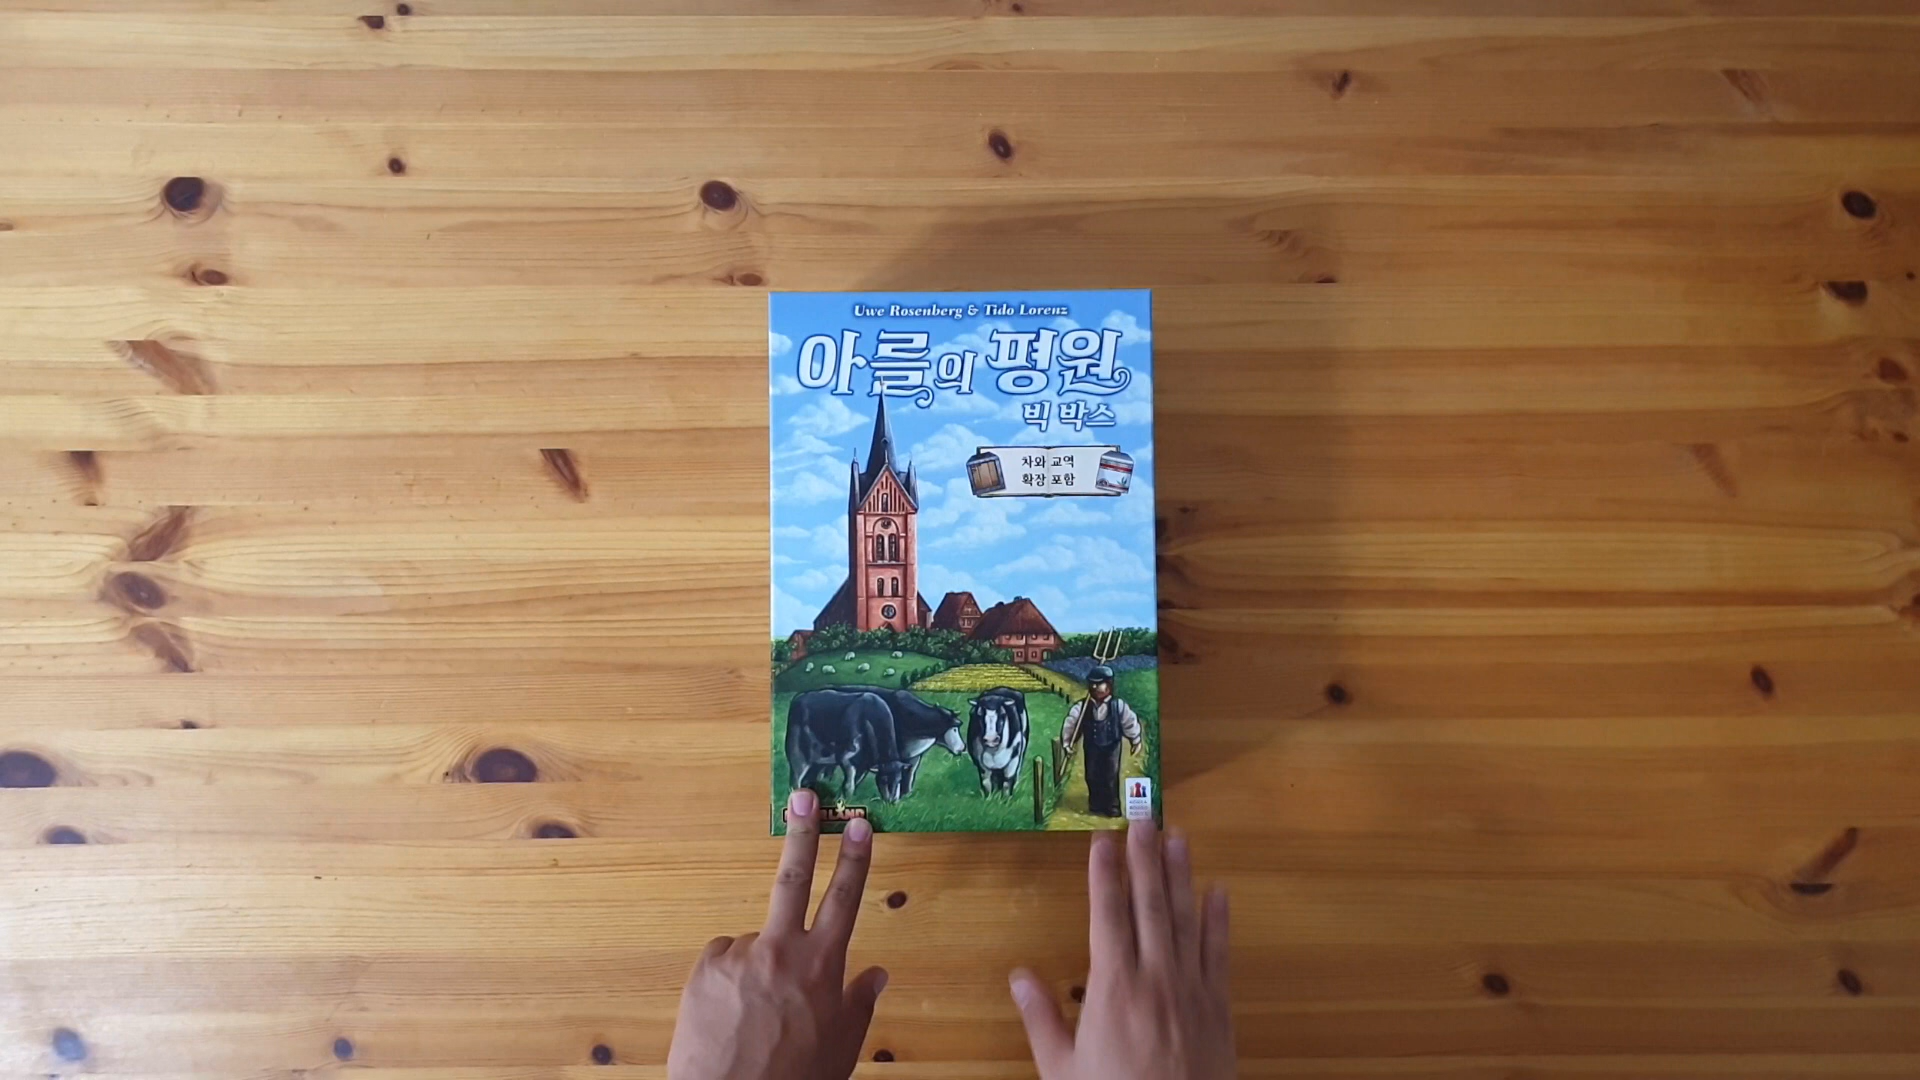 Uwe Rosenberg & Tido Lorenz
아를의 평원
빅 박스
차와 교역
확장 포함